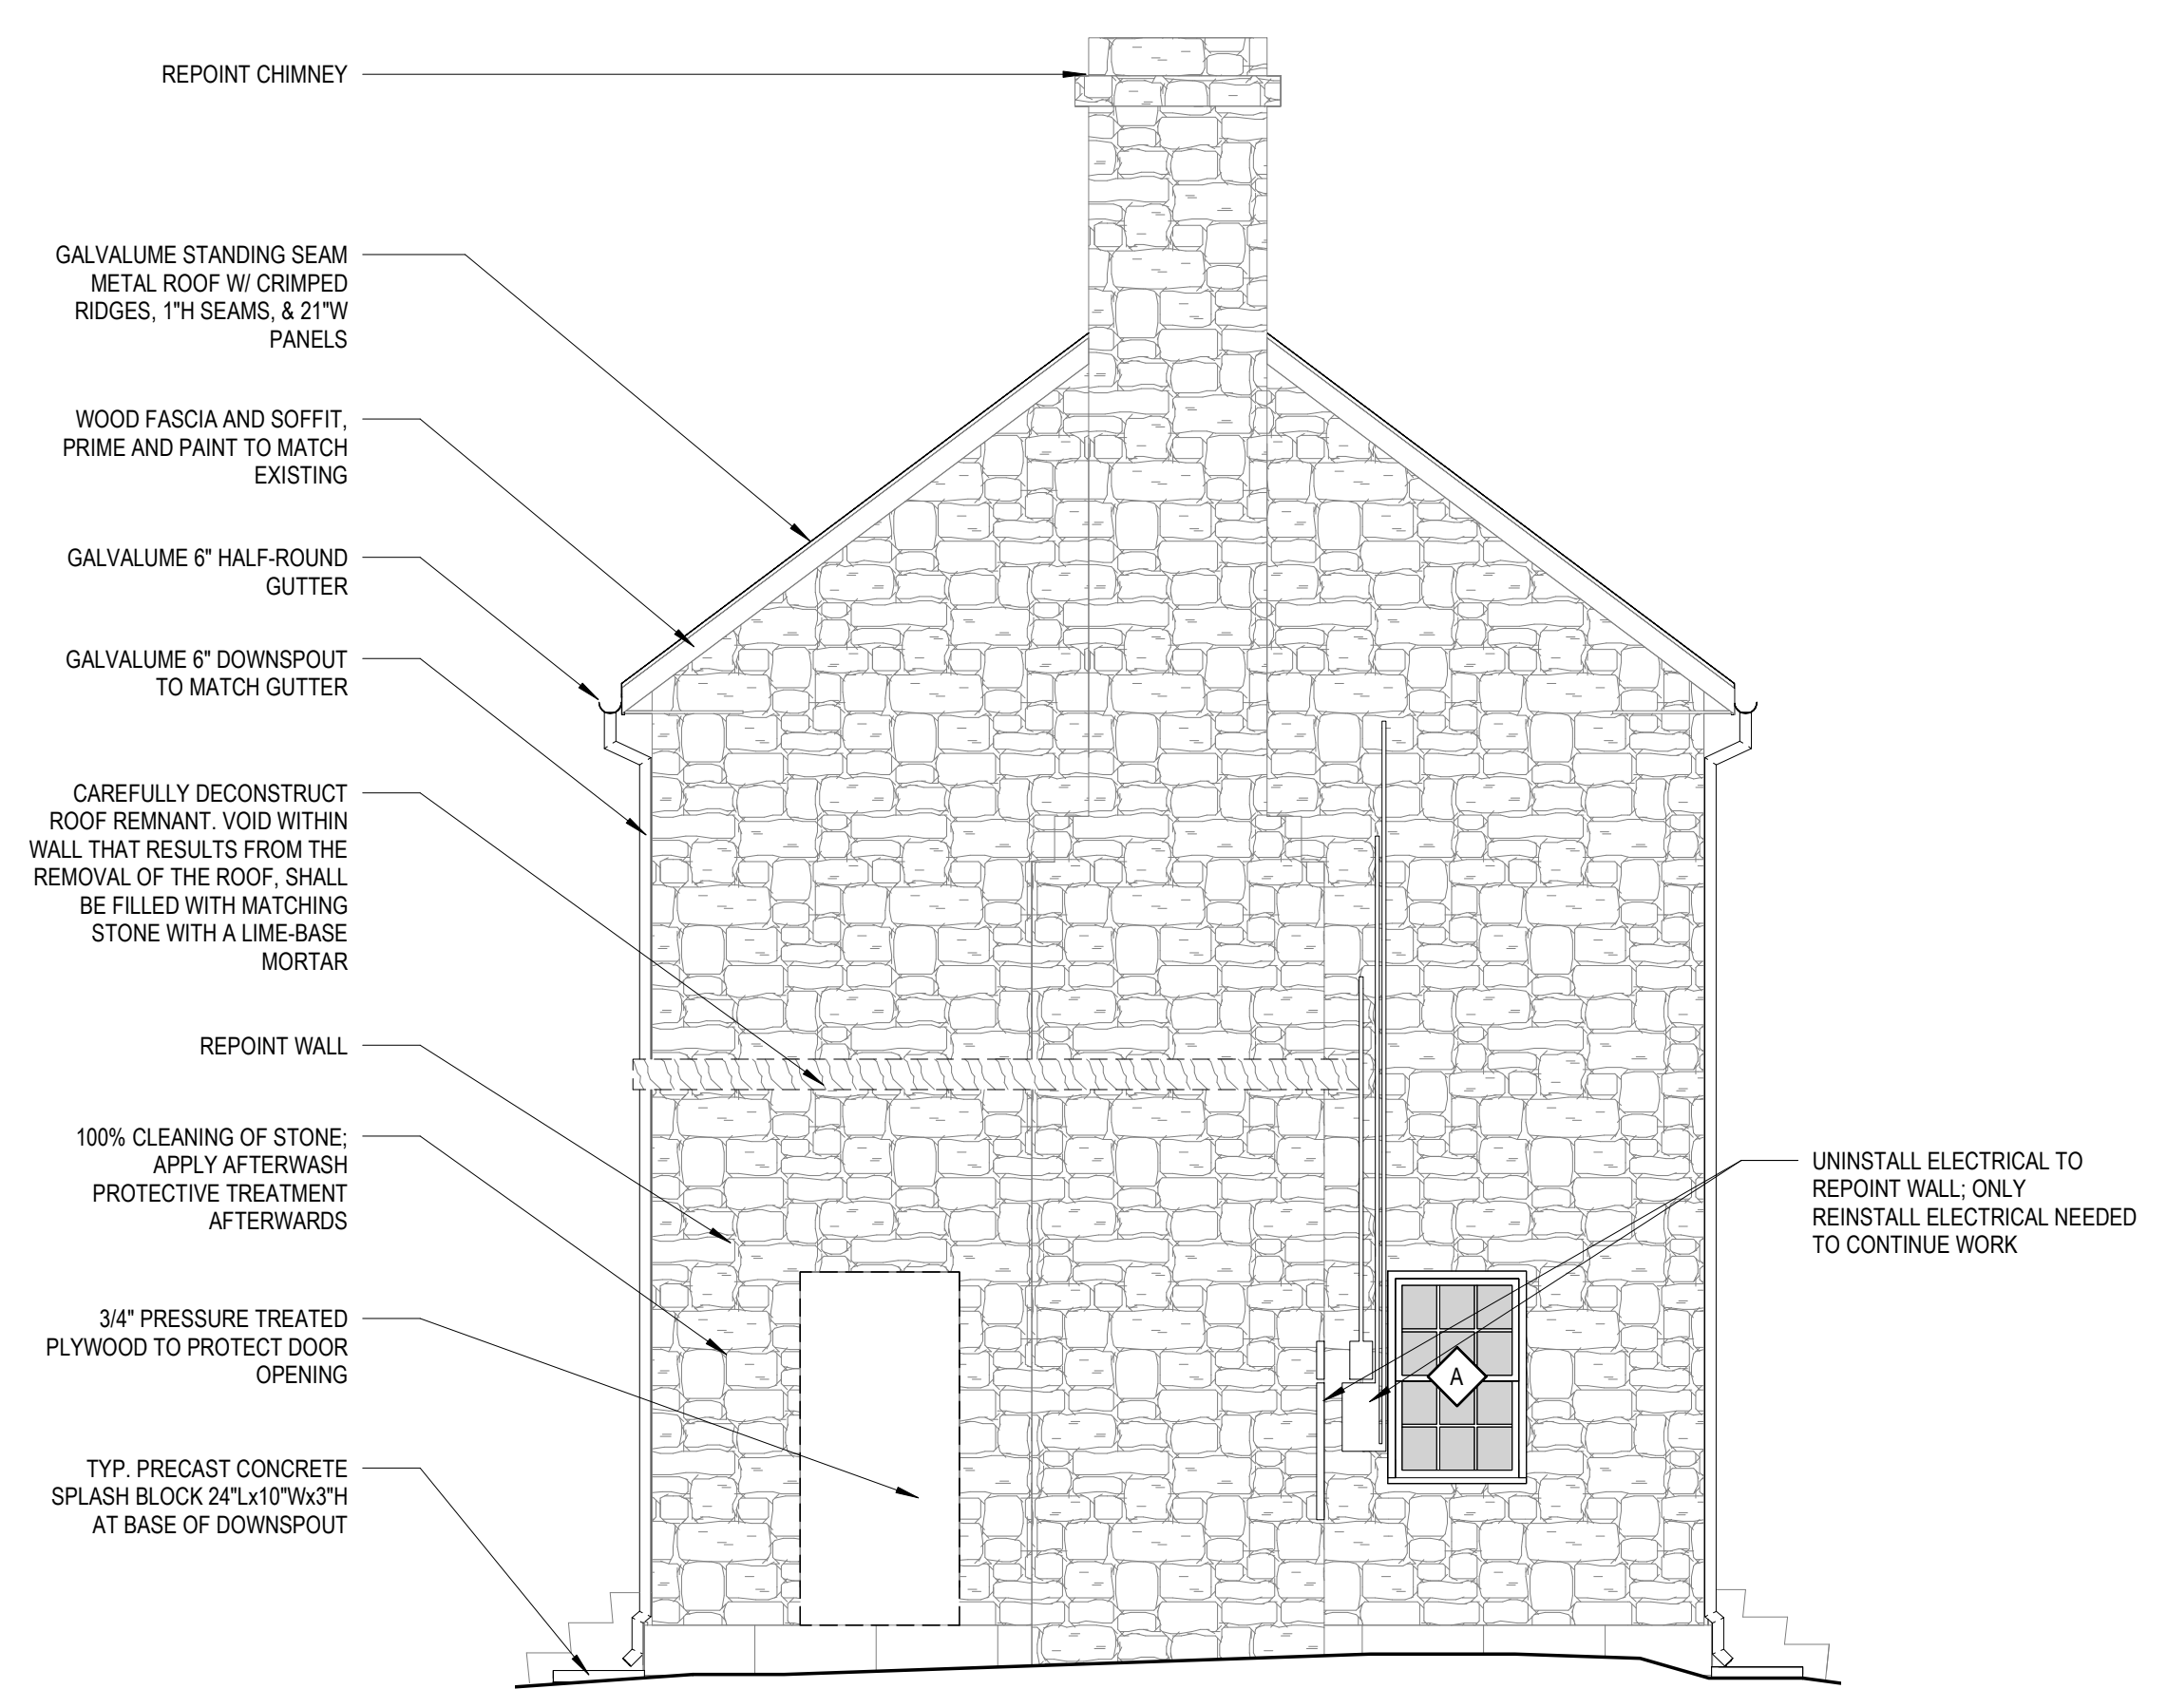 REPOINT CHIMNEY
GALVALUME STANDING SEAM
METAL ROOF W/ CRIMPED
RIDGES, 1"H SEAMS, & 21"W
PANELS
WOOD FASCIA AND SOFFIT,
PRIME AND PAINT TO MATCH
EXISTING
GALVALUME 6" HALF-ROUND
GUTTER
GALVALUME 6" DOWNSPOUT
TO MATCH GUTTER
CAREFULLY DECONSTRUCT
ROOF REMNANT. VOID WITHIN
WALL THAT RESULTS FROM THE
REMOVAL OF THE ROOF, SHALL
BE FILLED WITH MATCHING
STONE WITH A LIME-BASE
MORTAR
REPOINT WALL
100% CLEANING OF STONE;
APPLY AFTERWASH
PROTECTIVE TREATMENT
AFTERWARDS
3/4" PRESSURE TREATED
PLYWOOD TO PROTECT DOOR
OPENING
TYP. PRECAST CONCRETE
SPLASH BLOCK 24"Lx10"Wx3"H
AT BASE OF DOWNSPOUT
UNINSTALL ELECTRICAL TO
REPOINT WALL; ONLY
REINSTALL ELECTRICAL NEEDED
TO CONTINUE WORK
A